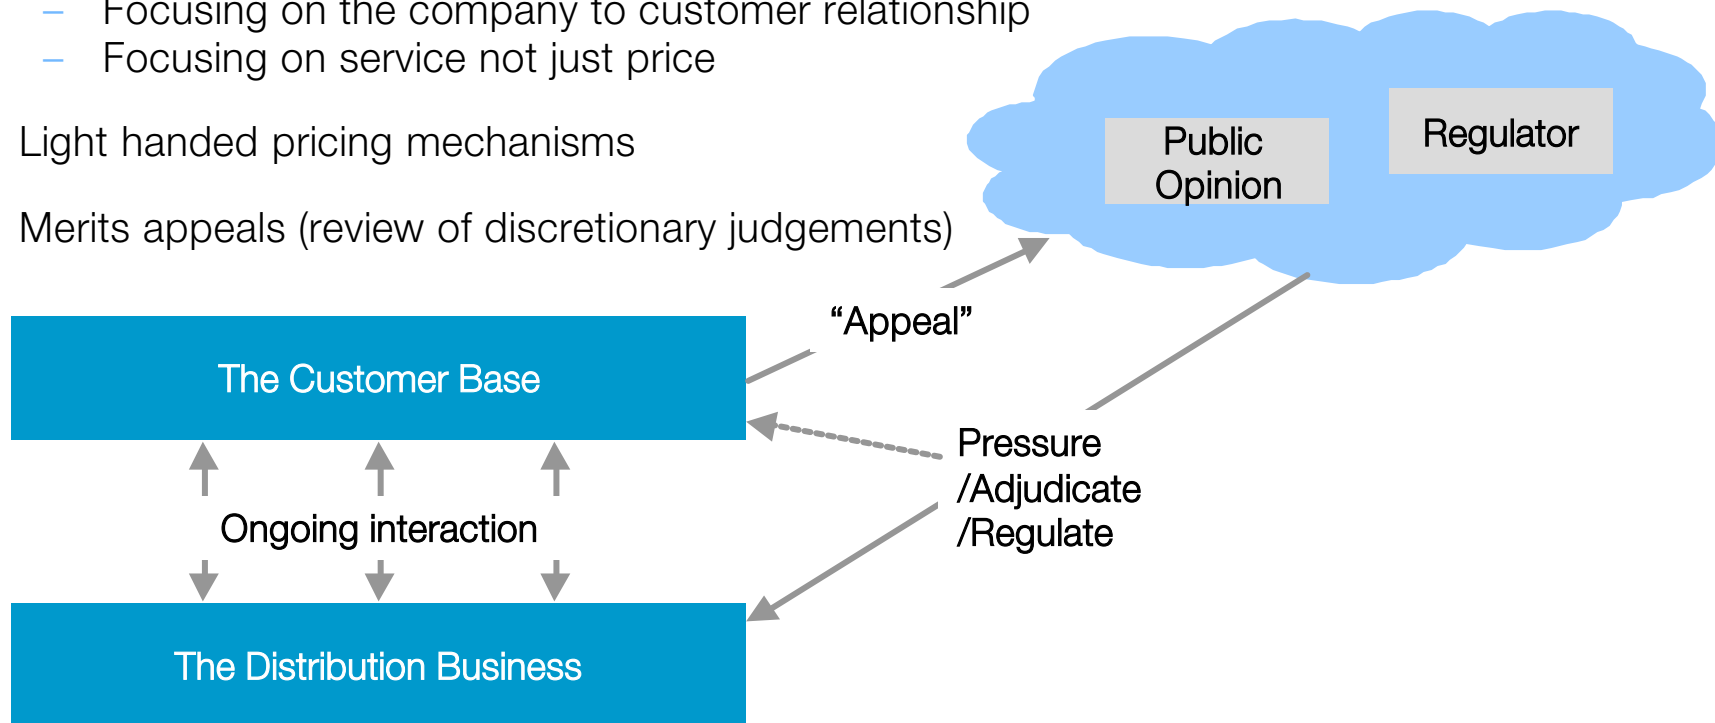 – Focusing on the company to customer relationship
– Focusing on service not just price
Light handed pricing mechanisms
Merits appeals (review of discretionary judgements)
Public
Opinion
Regulator
“Appeal”
The Customer Base
Pressure
/Adjudicate
/Regulate
Ongoing interaction
The Distribution Business